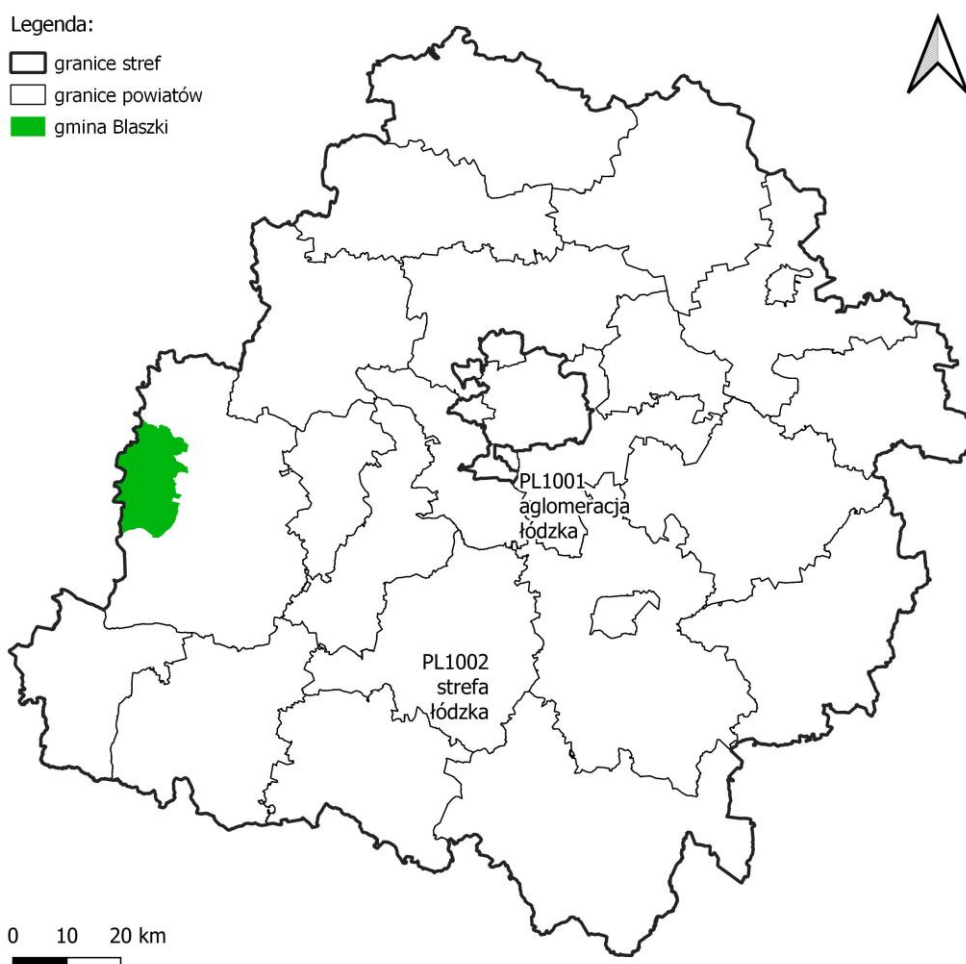 Legenda:
granice stref
granice powiatów
gmina Blaszki
PL1001
aglomeracja
łódzka
PL1002
strefa
łódzka
0 10 20 km